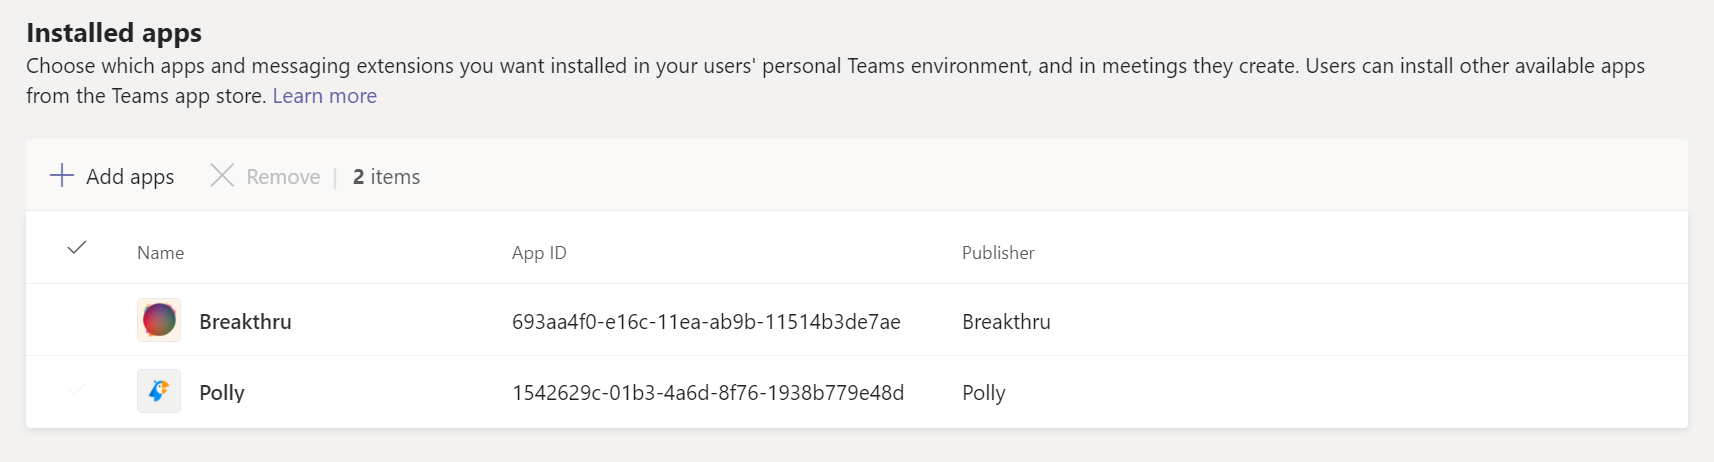 Installed apps
Choose which apps and messaging extensions you want installed in your users' personal Teams environment, and in meetings they create. Users can install other available apps
from the Teams app store. Learn more
Add apps Remove | 2 items
Name App ID Publisher
Breakthru 693aa4f0-e16c-11ea-ab9b-11514b3de7ae Breakthru
Polly 1542629c-01b3-4a6d-8f76-1938b779e48d Polly